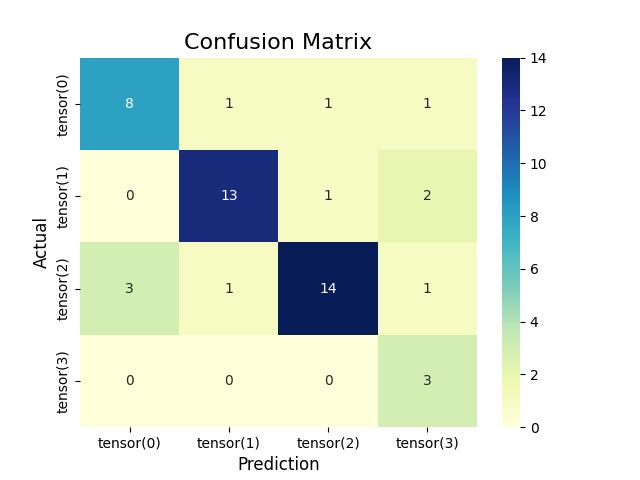 Confusion Matrix
Actual
tensor(0)
8 1 1 1
tensor(1)
0 13 1 2
tensor(2)
3 1 14 1
tensor(3)
0 0 0 3
tensor(0) tensor(1) tensor(2) tensor(3)
Prediction
14
12
10
8
6
4
2
0